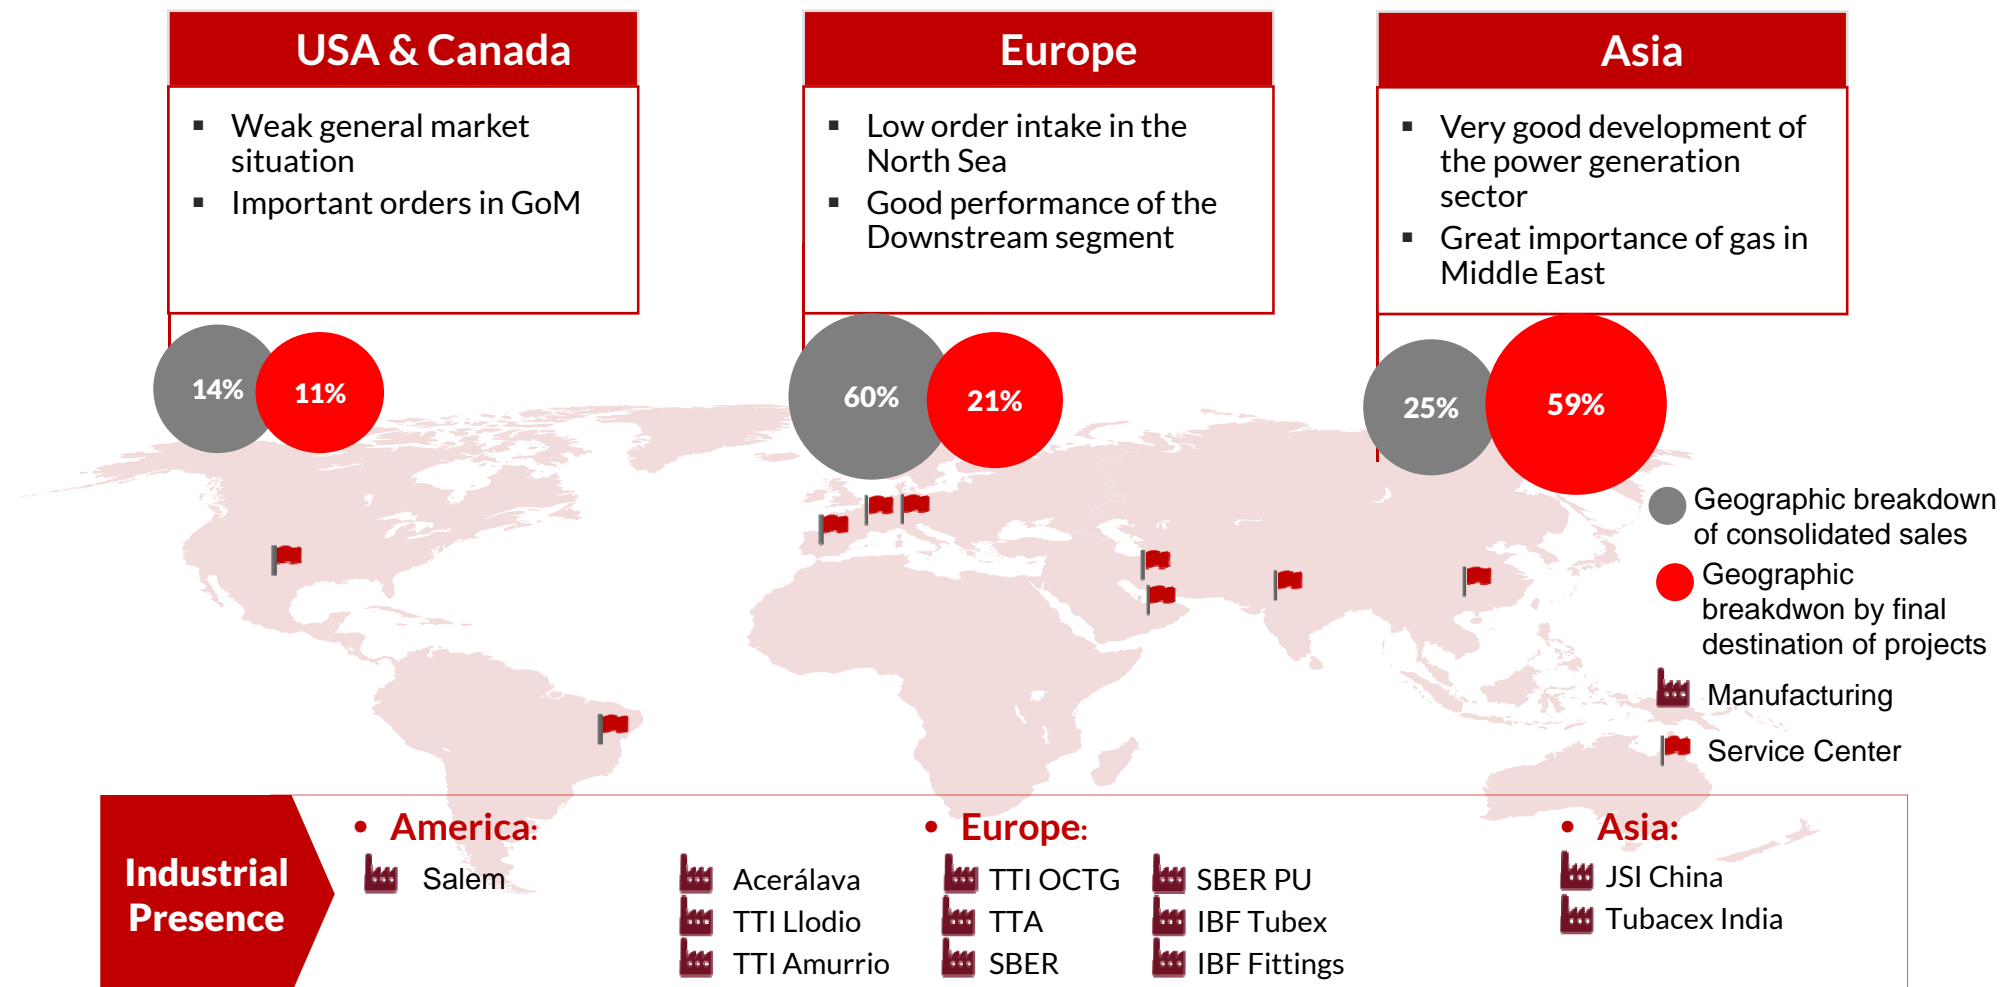 USA & Canada
▪ Weak general market
situation
▪ Important orders in GoM
Europe
▪ Low order intake in the
North Sea
▪ Good performance of the
Downstream segment
Asia
▪ Very good development of
the power generation
sector
▪ Great importance of gas in
Middle East
14%
11%
60%
21%
25%
59%
Geographic breakdown
of consolidated sales
Geographic
breakdwon by final
destination of projects
Manufacturing
Service Center
Industrial
Presence
• America:
Salem
• Europe:
Acerálava
TTI Llodio
TTI Amurrio
TTI OCTG
TTA
SBER
SBER PU
IBF Tubex
IBF Fittings
• Asia:
JSI China
Tubacex India